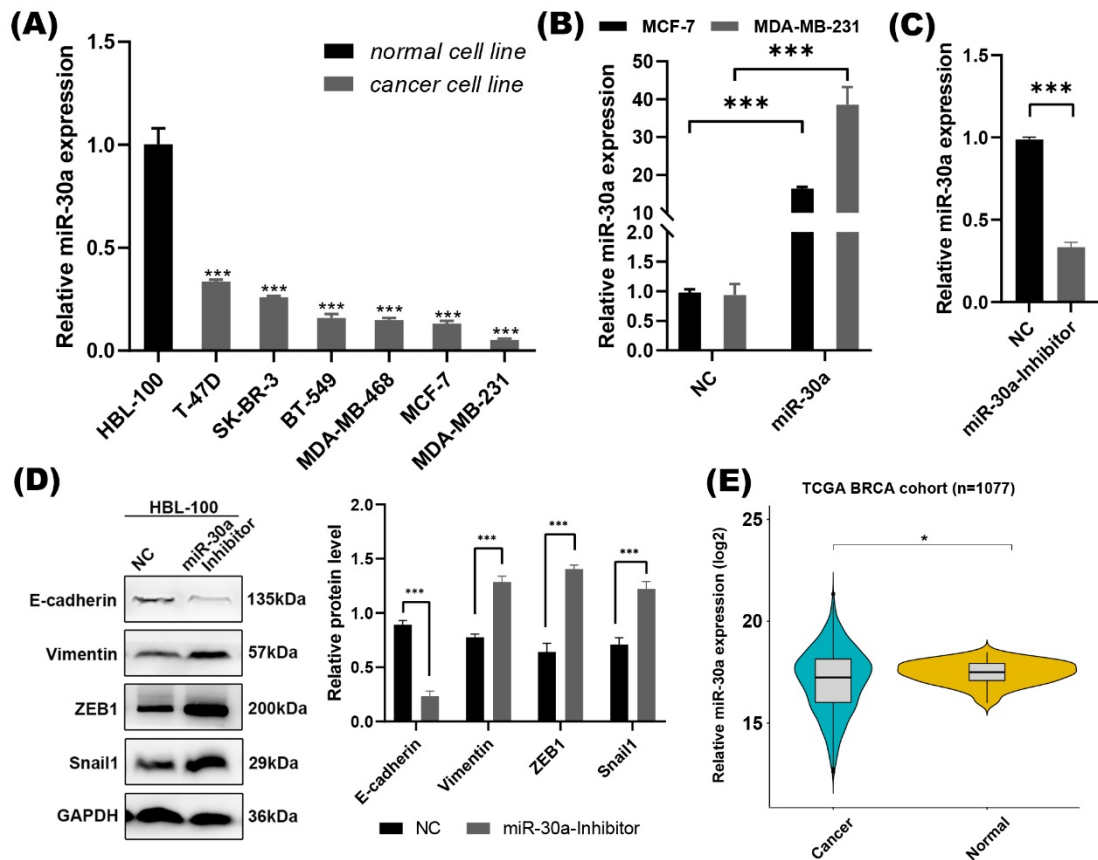 (A)
Relative miR-30a expression
1.5
1.0
0.5
0.0
normal cell line
cancer cell line
***
***
***
***
***
***
HBL-100
T-47D
SK-BR-3
BT-549
MDA-MB-468
MCF-7
MDA-MB-231
(B)
MCF-7
MDA-MB-231
Relative miR-30a expression
50
40
30
20
10
2.0
1.5
1.0
0.5
0.0
***
***
NC
miR-30a
(C)
Relative miR-30a expression
1.5
1.0
0.5
0.0
***
NC
miR-30a-Inhibitor
(D)
HBL-100
NC
miR-30a
Inhibitor
E-cadherin 135kDa
Vimentin 57kDa
ZEB1 200kDa
Snail1 29kDa
GAPDH 36kDa
Relative protein level
2.0
1.5
1.0
0.5
0.0
***
***
***
***
E-cadherin
Vimentin
ZEB1
Snail1
NC
miR-30a-Inhibitor
(E)
TCGA BRCA cohort (n=1077)
Relative miR-30a expression (log2)
25
20
15
*
Cancer
Normal